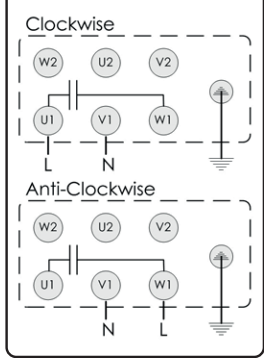 Clockwise
W2 U2 V2
U1 V1 W1
L N
Anti-Clockwise
W2 U2 V2
U1 V1 W1
N L